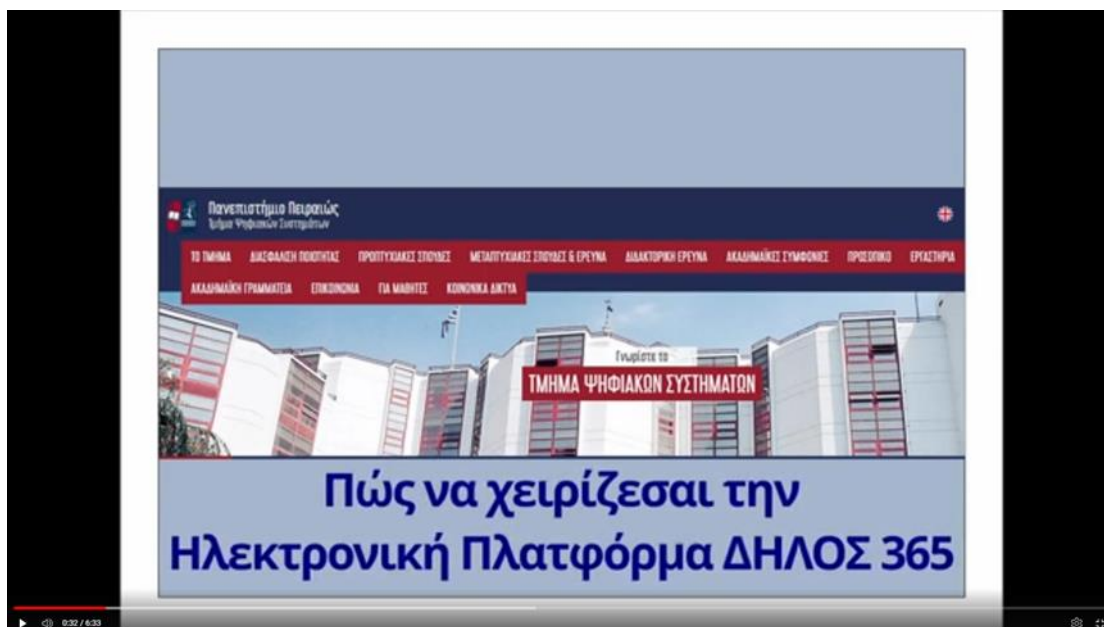 Πανεπιστήμιο Πειραιώς
Τμήμα Ψηφιακών Συστημάτων
ΤΟ ΤΜΗΜΑ ΔΙΑΣΦΑΛΙΣΗ ΠΟΙΟΤΗΤΑΣ ΠΡΟΠΤΥΧΙΑΚΕΣ ΣΠΟΥΔΕΣ ΜΕΤΑΠΤΥΧΙΑΚΕΣ ΣΠΟΥΔΕΣ & ΕΡΕΥΝΑ ΔΙΔΑΚΤΟΡΙΚΗ ΕΡΕΥΝΑ ΑΚΑΔΗΜΑΪΚΕΣ ΣΥΜΦΩΝΙΕΣ ΠΡΟΣΩΠΙΚΟ ΕΡΓΑΣΤΗΡΙΑ
ΑΚΑΔΗΜΑΪΚΗ ΓΡΑΜΜΑΤΕΙΑ ΕΠΙΚΟΙΝΩΝΙΑ ΓΙΑ ΜΑΘΗΤΕΣ ΚΟΙΝΩΝΙΚΑ ΔΙΚΤΥΑ
Γνωρίστε το
ΤΜΗΜΑ ΨΗΦΙΑΚΩΝ ΣΥΣΤΗΜΑΤΩΝ
Πώς να χειρίζεσαι την
Ηλεκτρονική Πλατφόρμα ΔΗΛΟΣ 365
0:32 / 6:33